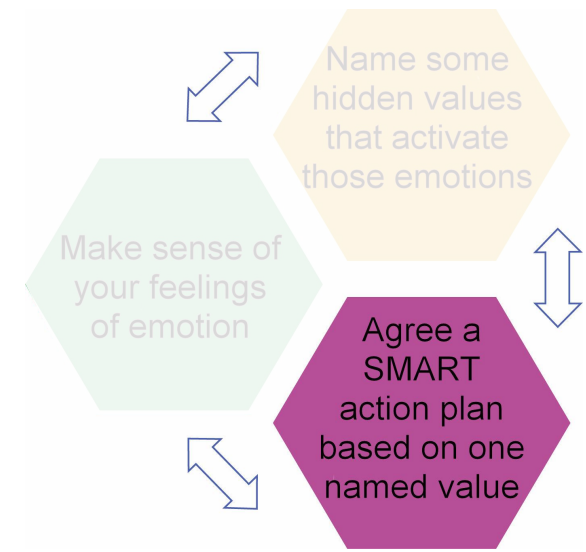 Name some
hidden values
that activate
those emotions
Make sense of
your feelings
of emotion
Agree a
SMART
action plan
based on one
named value